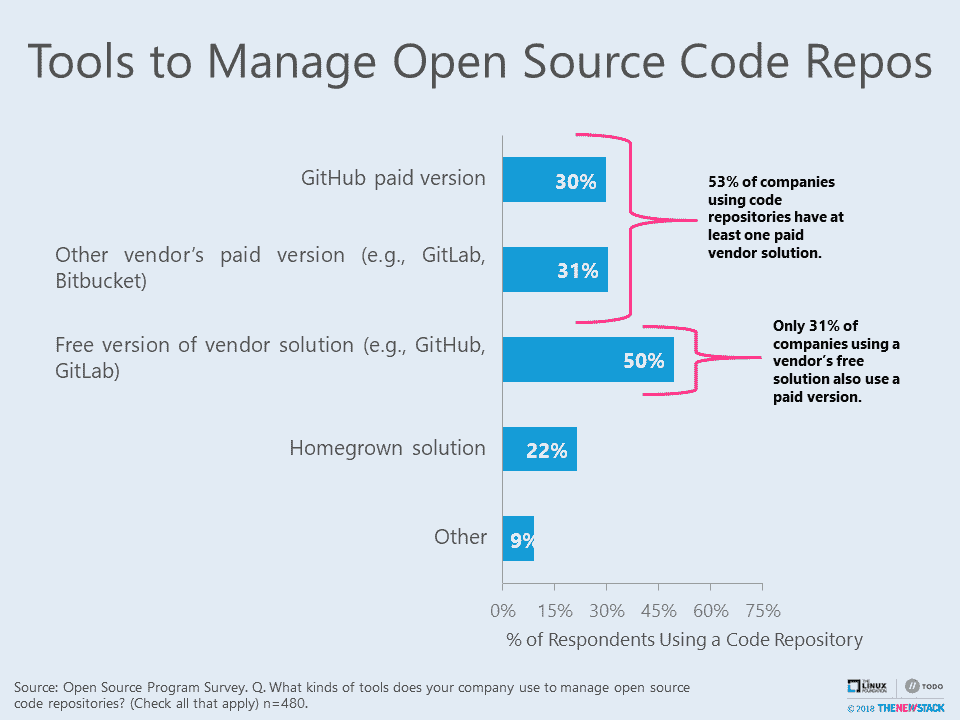 Tools to Manage Open Source Code Repos
GitHub paid version
30%
53% of companies
using code
repositories have at
least one paid
vendor solution.
Other vendor’s paid version (e.g., GitLab,
Bitbucket)
31%
Free version of vendor solution (e.g., GitHub,
GitLab)
50%
Only 31% of
companies using a
vendor’s free
solution also use a
paid version.
Homegrown solution
22%
Other
9%
0% 15% 30% 45% 60% 75%
% of Respondents Using a Code Repository
Source: Open Source Program Survey. Q. What kinds of tools does your company use to manage open source
code repositories? (Check all that apply) n=480.
THE
LINUX
FOUNDATION
TODO
© 2018 THENEWSTACK